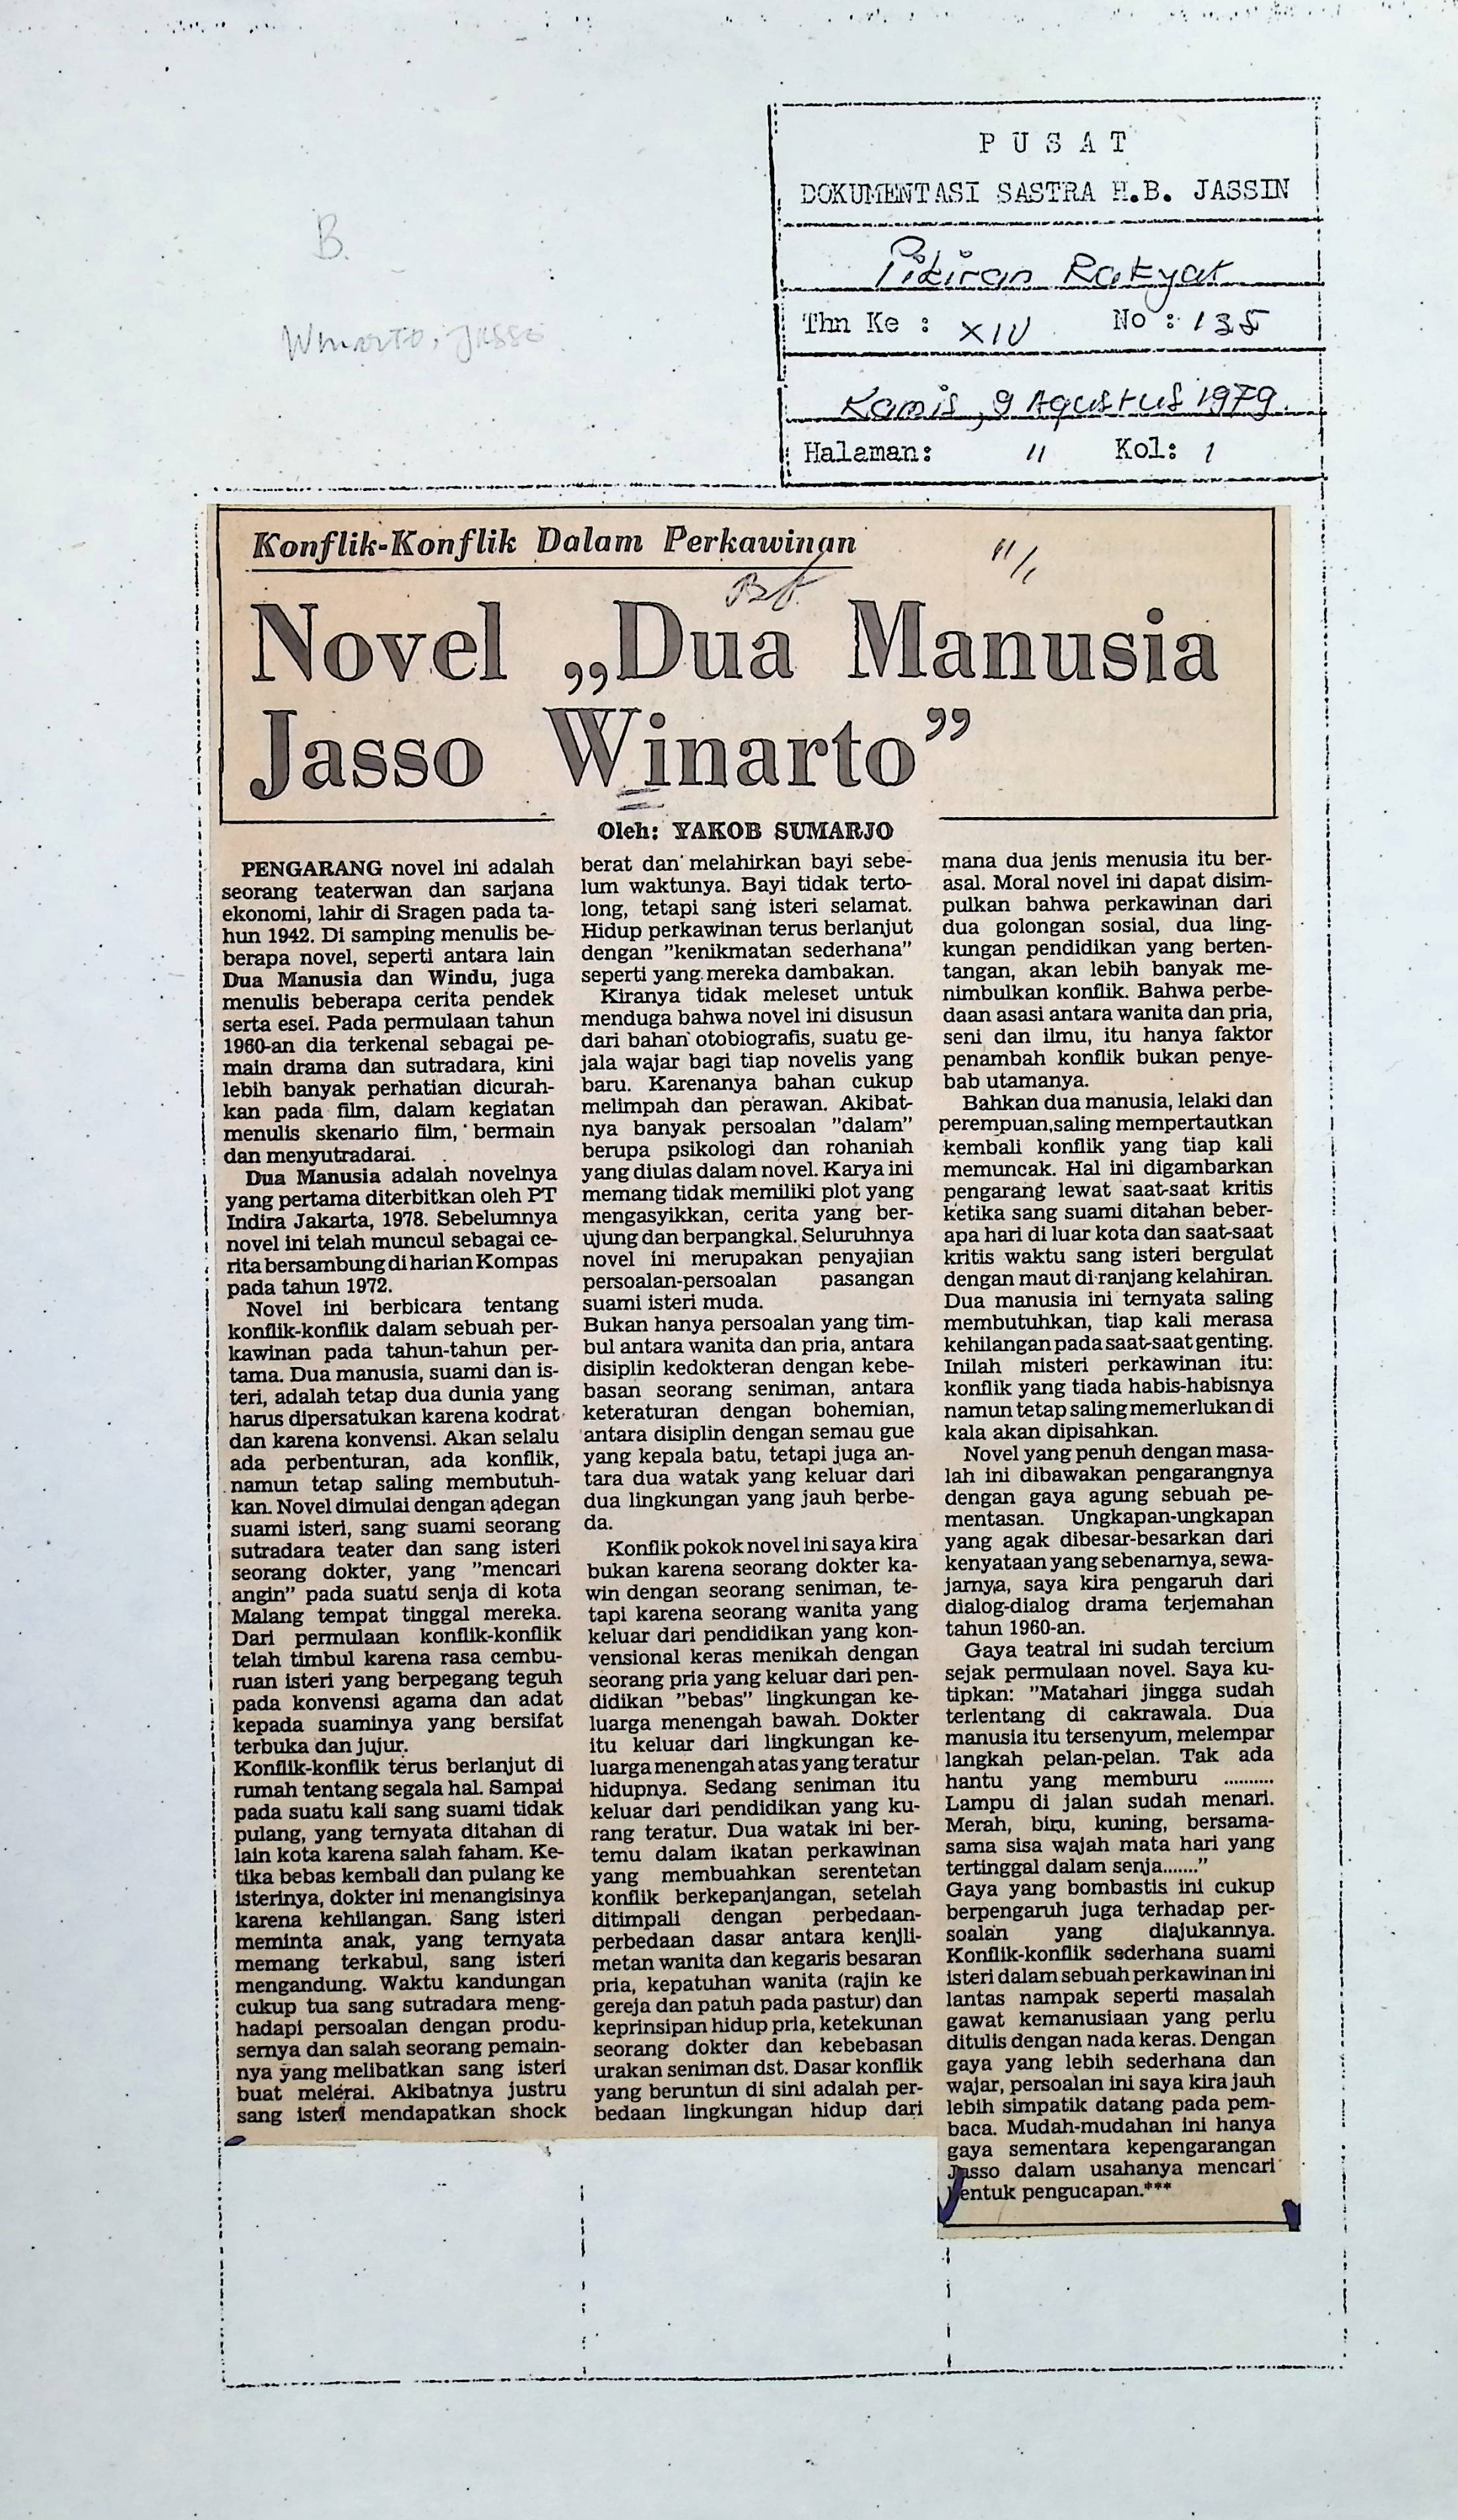 PUSAT
DOKUMENTASI SASTRA H.B. JASSIN
Pikiran Rakyat
Thn Ke : XIV No : 135
Kamis, 9 Agustus 1979.
Halaman: 11 Kol: 1
B.
Winarto, Jasso
Konflik-Konflik Dalam Perkawinan
Novel „Dua Manusia
Jasso Winarto”
Oleh: YAKOB SUMARJO
PENGARANG novel ini adalah
seorang teaterwan dan sarjana
ekonomi, lahir di Sragen pada ta-
hun 1942. Di samping menulis be-
berapa novel, seperti antara lain
Dua Manusia dan Windu, juga
menulis beberapa cerita pendek
serta esei. Pada permulaan tahun
1960-an dia terkenal sebagai pe-
main drama dan sutradara, kini
lebih banyak perhatian dicurah-
kan pada film, dalam kegiatan
menulis skenario film, bermain
dan menyutradarai.
Dua Manusia adalah novelnya
yang pertama diterbitkan oleh PT
Indira Jakarta, 1978. Sebelumnya
novel ini telah muncul sebagai ce-
rita bersambung di harian Kompas
pada tahun 1972.
Novel ini berbicara tentang
konflik-konflik dalam sebuah per-
kawinan pada tahun-tahun per-
tama. Dua manusia, suami dan is-
teri, adalah tetap dua dunia yang
harus dipersatukan karena kodrat
dan karena konvensi. Akan selalu
ada perbenturan, ada konflik,
namun tetap saling membutuh-
kan. Novel dimulai dengan adegan
suami isteri, sang suami seorang
sutradara teater dan sang isteri
seorang dokter, yang "mencari
angin" pada suatu senja di kota
Malang tempat tinggal mereka.
Dari permulaan konflik-konflik
telah timbul karena rasa cembu-
ruan isteri yang berpegang teguh
pada konvensi agama dan adat
kepada suaminya yang bersifat
terbuka dan jujur.
Konflik-konflik terus berlanjut di
rumah tentang segala hal. Sampai
pada suatu kali sang suami tidak
pulang, yang ternyata ditahan di
lain kota karena salah faham. Ke-
tika bebas kembali dan pulang ke
isterinya, dokter ini menangisinya
karena kehilangan. Sang isteri
meminta anak, yang ternyata
memang terkabul, sang isteri
mengandung. Waktu kandungan
cukup tua sang sutradara meng-
hadapi persoalan dengan produ-
sernya dan salah seorang pemain-
nya yang melibatkan sang isteri
buat melerai. Akibatnya justru
sang isteri mendapatkan shock
berat dan melahirkan bayi sebe-
lum waktunya. Bayi tidak terto-
long, tetapi sang isteri selamat.
Hidup perkawinan terus berlanjut
dengan "kenikmatan sederhana"
seperti yang mereka dambakan.
Kiranya tidak meleset untuk
menduga bahwa novel ini disusun
dari bahan otobiografis, suatu ge-
jala wajar bagi tiap novelis yang
baru. Karenanya bahan cukup
melimpah dan perawan. Akibat-
nya banyak persoalan "dalam"
berupa psikologi dan rohaniah
yang diulas dalam novel. Karya ini
memang tidak memiliki plot yang
mengasyikkan, cerita yang ber-
ujung dan berpangkal. Seluruhnya
novel ini merupakan penyajian
persoalan-persoalan pasangan
suami isteri muda.
Bukan hanya persoalan yang tim-
bul antara wanita dan pria, antara
disiplin kedokteran dengan kebe-
basan seorang seniman, antara
keteraturan dengan bohemian,
antara disiplin dengan semau gue
yang kepala batu, tetapi juga an-
tara dua watak yang keluar dari
dua lingkungan yang jauh berbe-
da.
Konflik pokok novel ini saya kira
bukan karena seorang dokter ka-
win dengan seorang seniman, te-
tapi karena seorang wanita yang
keluar dari pendidikan yang kon-
vensional keras menikah dengan
seorang pria yang keluar dari pen-
didikan "bebas" lingkungan ke-
luarga menengah bawah. Dokter
itu keluar dari lingkungan ke-
luarga menengah atas yang teratur
hidupnya. Sedang seniman itu
keluar dari pendidikan yang ku-
rang teratur. Dua watak ini ber-
temu dalam ikatan perkawinan
yang membuahkan serentetan
konflik berkepanjangan, setelah
ditimpali dengan perbedaan-
perbedaan dasar antara kenjli-
metan wanita dan kegaris besaran
pria, kepatuhan wanita (rajin ke
gereja dan patuh pada pastur) dan
keprinsipan hidup pria, ketekunan
seorang dokter dan kebebasan
urakan seniman dst. Dasar konflik
yang beruntun di sini adalah per-
bedaan lingkungan hidup dari
mana dua jenis menusia itu ber-
asal. Moral novel ini dapat disim-
pulkan bahwa perkawinan dari
dua golongan sosial, dua ling-
kungan pendidikan yang berten-
tangan, akan lebih banyak me-
nimbulkan konflik. Bahwa perbe-
daan asasi antara wanita dan pria,
seni dan ilmu, itu hanya faktor
penambah konflik bukan penye-
bab utamanya.
Bahkan dua manusia, lelaki dan
perempuan,saling mempertautkan
kembali konflik yang tiap kali
memuncak. Hal ini digambarkan
pengarang lewat saat-saat kritis
ketika sang suami ditahan beber-
apa hari di luar kota dan saat-saat
kritis waktu sang isteri bergulat
dengan maut di ranjang kelahiran.
Dua manusia ini ternyata saling
membutuhkan, tiap kali merasa
kehilangan pada saat-saat genting.
Inilah misteri perkawinan itu:
konflik yang tiada habis-habisnya
namun tetap saling memerlukan di
kala akan dipisahkan.
Novel yang penuh dengan masa-
lah ini dibawakan pengarangnya
dengan gaya agung sebuah pe-
mentasan. Ungkapan-ungkapan
yang agak dibesar-besarkan dari
kenyataan yang sebenarnya, sewa-
jarnya, saya kira pengaruh dari
dialog-dialog drama terjemahan
tahun 1960-an.
Gaya teatral ini sudah tercium
sejak permulaan novel. Saya ku-
tipkan: "Matahari jingga sudah
terlentang di cakrawala. Dua
manusia itu tersenyum, melempar
langkah pelan-pelan. Tak ada
hantu yang memburu ..........
Lampu di jalan sudah menari.
Merah, biru, kuning, bersama-
sama sisa wajah mata hari yang
tertinggal dalam senja......."
Gaya yang bombastis ini cukup
berpengaruh juga terhadap per-
soalan yang diajukannya.
Konflik-konflik sederhana suami
isteri dalam sebuah perkawinan ini
lantas nampak seperti masalah
gawat kemanusiaan yang perlu
ditulis dengan nada keras. Dengan
gaya yang lebih sederhana dan
wajar, persoalan ini saya kira jauh
lebih simpatik datang pada pem-
baca. Mudah-mudahan ini hanya
gaya sementara kepengarangan
Jasso dalam usahanya mencari
bentuk pengucapan.***